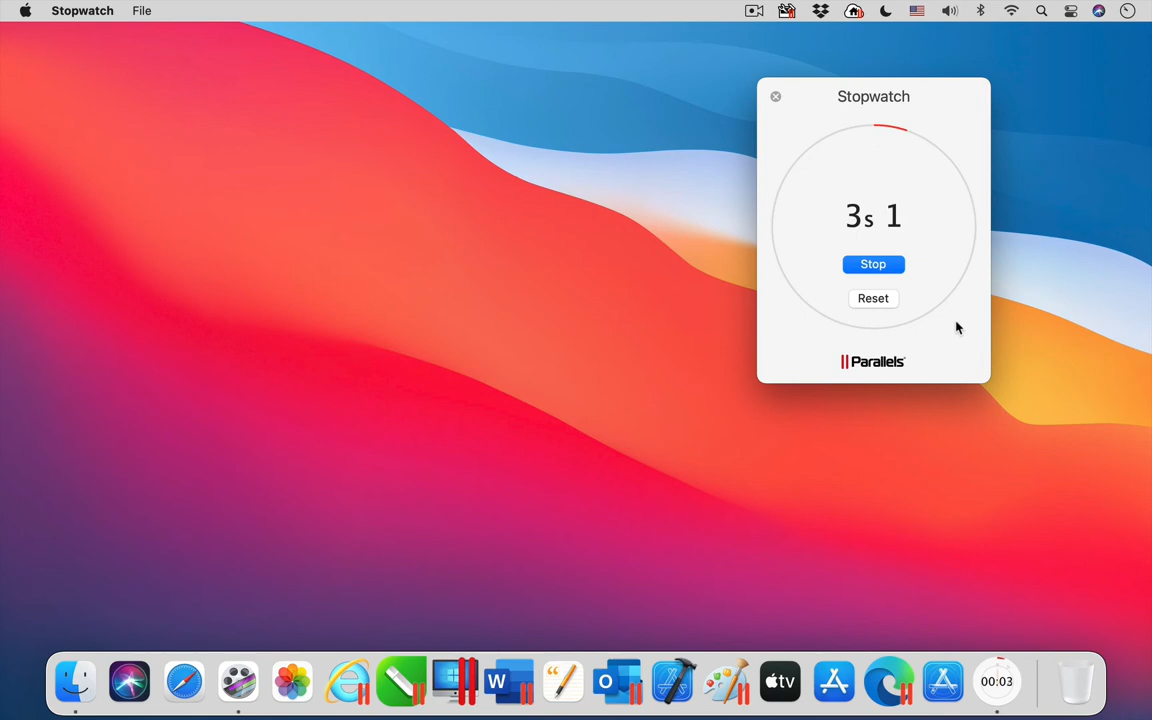 Stopwatch File
Stopwatch
3s 1
Stop
Reset
Parallels
W
O
tv
00:03